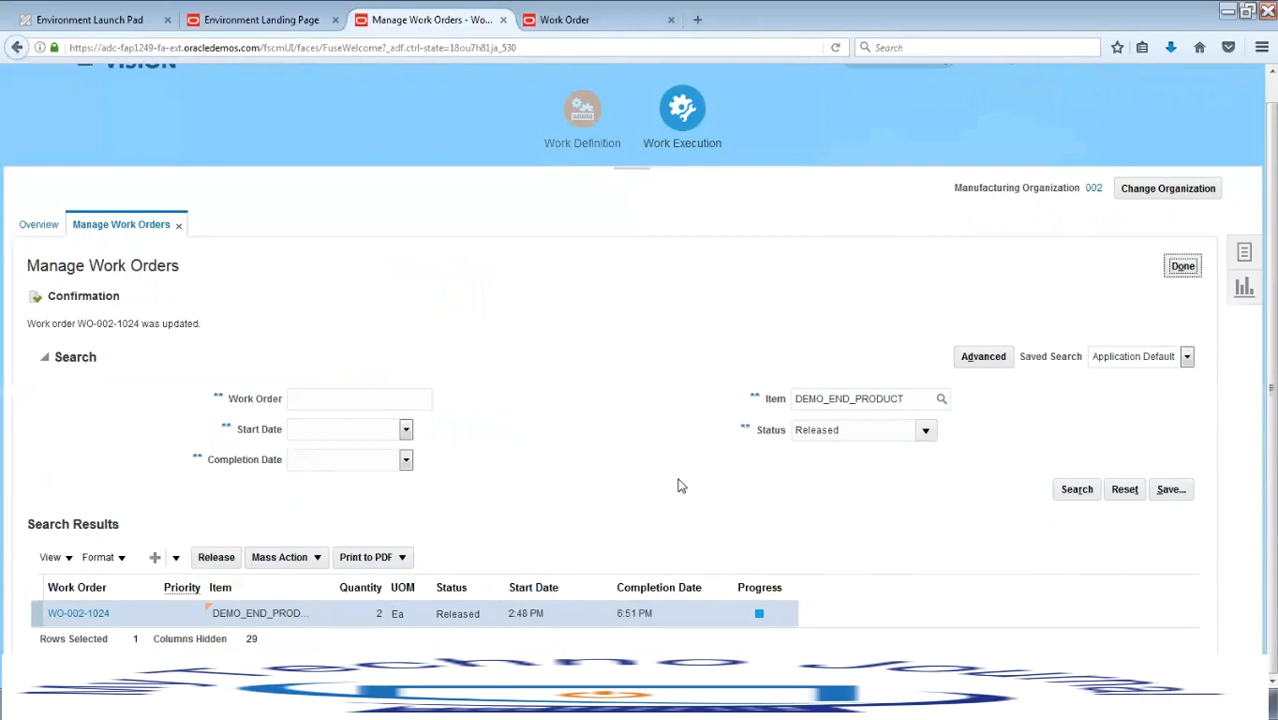 Environment Launch Pad
Environment Landing Page
Manage Work Orders - Wo...
Work Order
https://adc-fap1249-fa-ext.oracledemos.com/fscmUI/faces/FuseWelcome?_adf.ctrl-state=18ou7h81ja_530
Search
VISION
Work Definition
Work Execution
Manufacturing Organization 002
Change Organization
Overview
Manage Work Orders
Manage Work Orders
Done
Confirmation
Work order WO-002-1024 was updated.
Search
Advanced
Saved Search
Application Default
** Work Order
** Item DEMO_END_PRODUCT
** Start Date
** Status Released
** Completion Date
Search
Reset
Save...
Search Results
View
Format
Release
Mass Action
Print to PDF
Work Order Priority Item Quantity UOM Status Start Date Completion Date Progress
WO-002-1024 DEMO_END_PROD... 2 Ea Released 2:48 PM 6:51 PM
Rows Selected 1 Columns Hidden 29